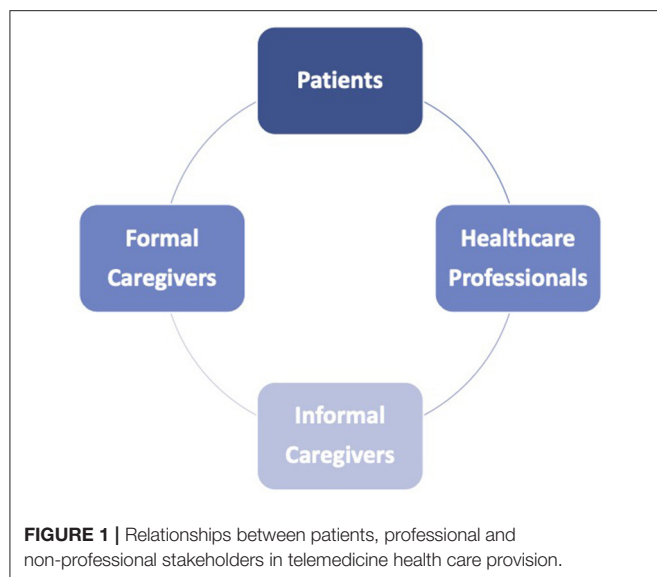 Patients
Formal
Caregivers
Healthcare
Professionals
Informal
Caregivers
FIGURE 1 | Relationships between patients, professional and
non-professional stakeholders in telemedicine health care provision.